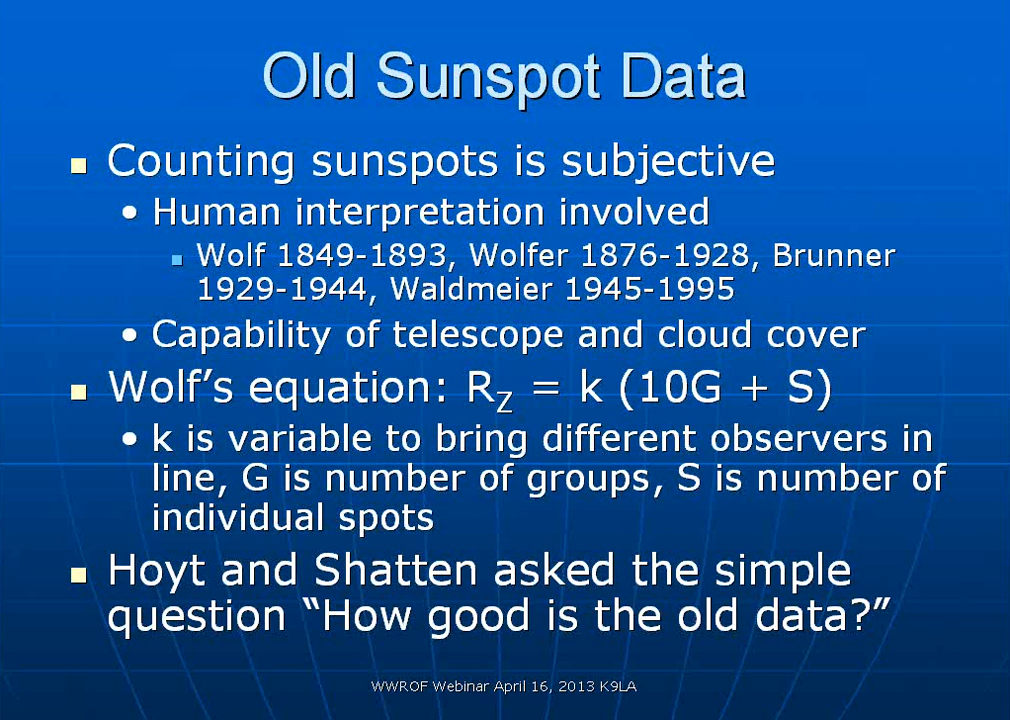 Old Sunspot Data
Counting sunspots is subjective
• Human interpretation involved
Wolf 1849-1893, Wolfer 1876-1928, Brunner
1929-1944, Waldmeier 1945-1995
• Capability of telescope and cloud cover
Wolf’s equation: RZ = k (10G + S)
• k is variable to bring different observers in
line, G is number of groups, S is number of
individual spots
Hoyt and Shatten asked the simple
question “How good is the old data?”
WWROF Webinar April 16, 2013 K9LA